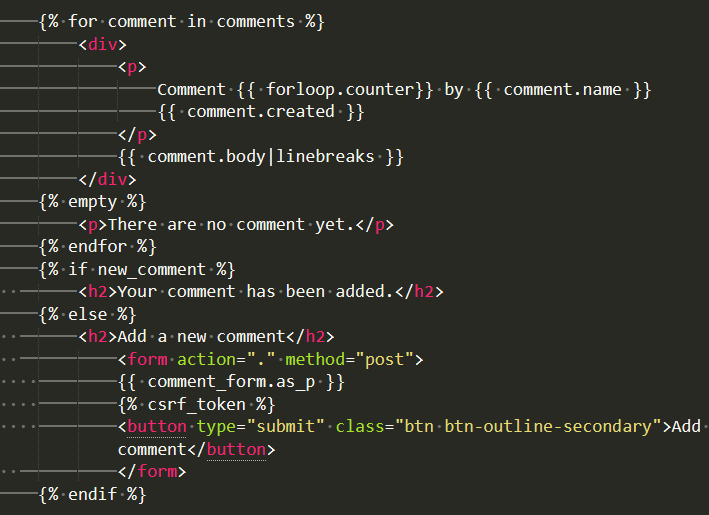 {% for comment in comments %}
<div>
<p>
Comment {{ forloop.counter}} by {{ comment.name }}
{{ comment.created }}
</p>
{{ comment.body|linebreaks }}
</div>
{% empty %}
<p>There are no comment yet.</p>
{% endfor %}
{% if new_comment %}
<h2>Your comment has been added.</h2>
{% else %}
<h2>Add a new comment</h2>
<form action="." method="post">
{{ comment_form.as_p }}
{% csrf_token %}
<button type="submit" class="btn btn-outline-secondary">Add
comment</button>
</form>
{% endif %}